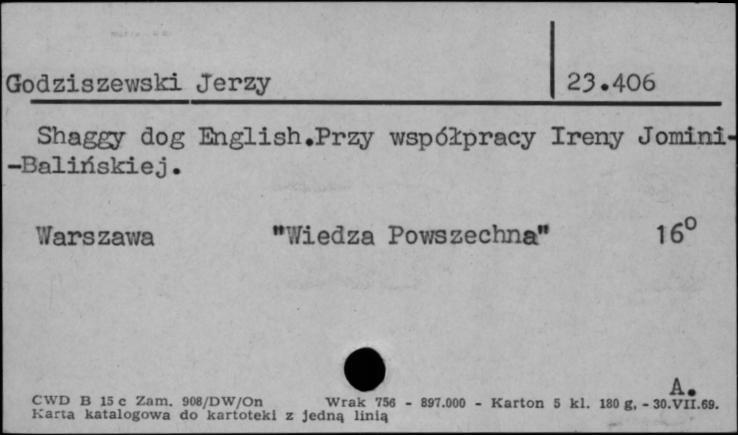 Godziszewski Jerzy 23.406
Shaggy dog English.Przy współpracy Ireny Jomini-
-Balińskiej.
Warszawa "Wiedza Powszechna" 16⁰
A.
CWD B 15 c Zam. 908/DW/On Wrak 756 - 897.000 - Karton 5 kl. 180 g, - 30.VII.69.
Karta katalogowa do kartoteki z jedną linią